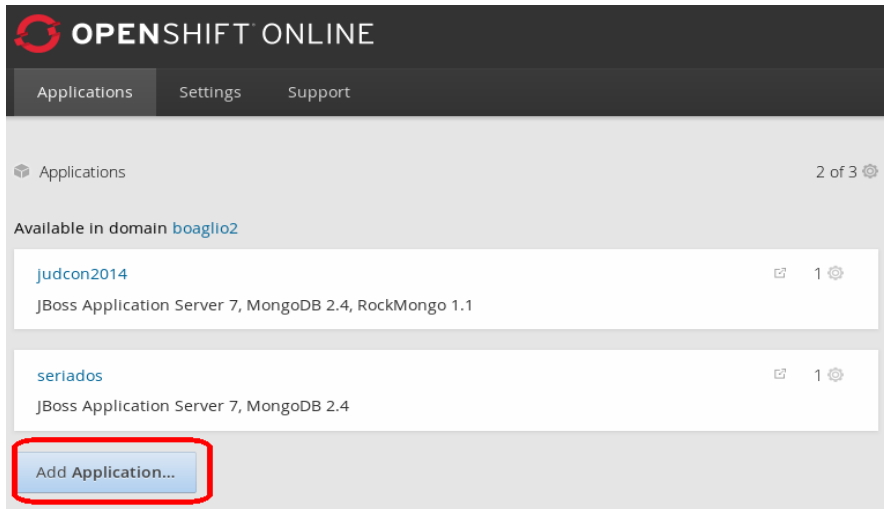 OPENSHIFT ONLINE
Applications Settings Support
Applications 2 of 3
Available in domain boaglio2
judcon2014 1
JBoss Application Server 7, MongoDB 2.4, RockMongo 1.1
seriados 1
JBoss Application Server 7, MongoDB 2.4
Add Application...